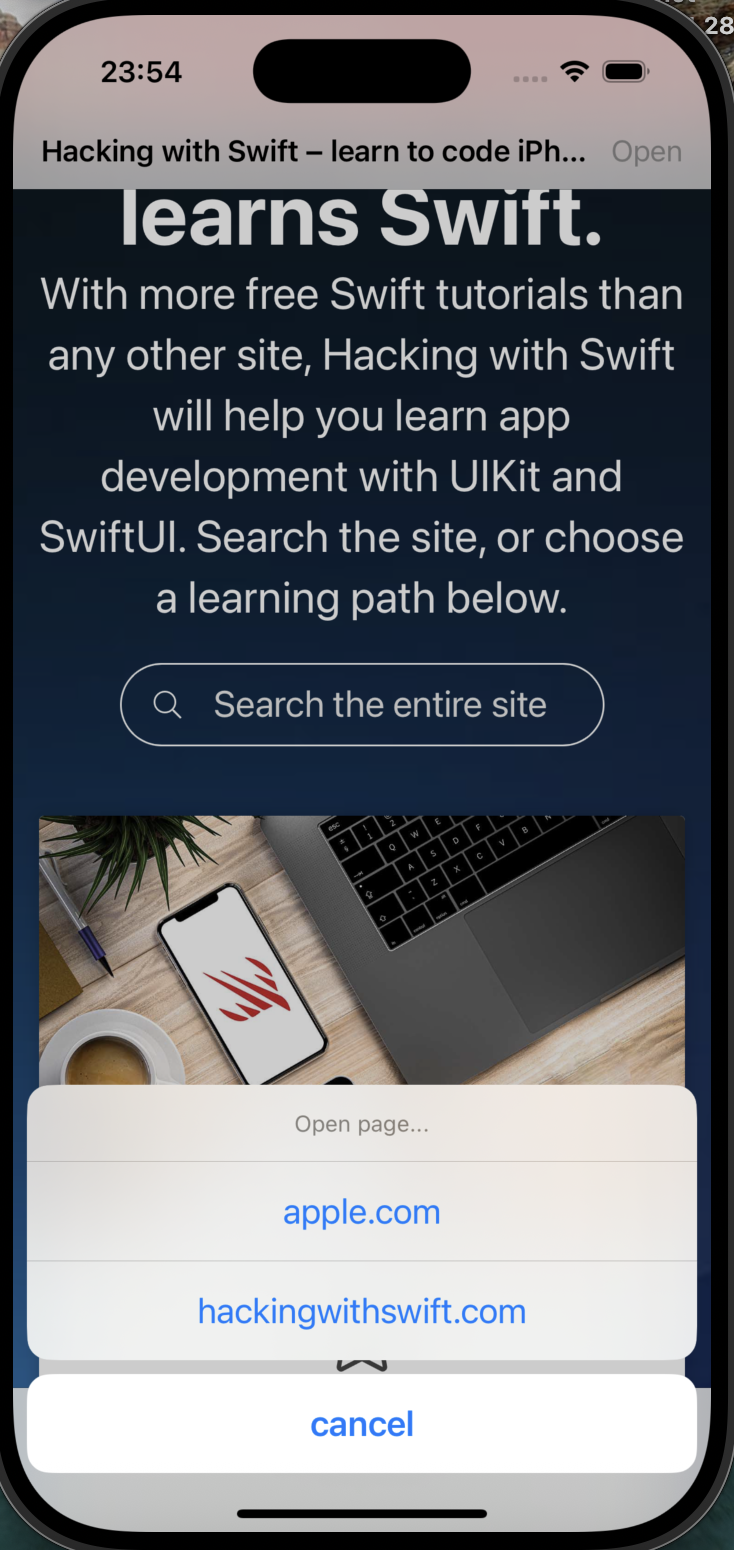 28
23:54
Hacking with Swift – learn to code iPh... Open
learns Swift.
With more free Swift tutorials than
any other site, Hacking with Swift
will help you learn app
development with UIKit and
SwiftUI. Search the site, or choose
a learning path below.
Search the entire site
esc
Q W E
A S D F
Z X C V B N M
Open page...
apple.com
hackingwithswift.com
cancel